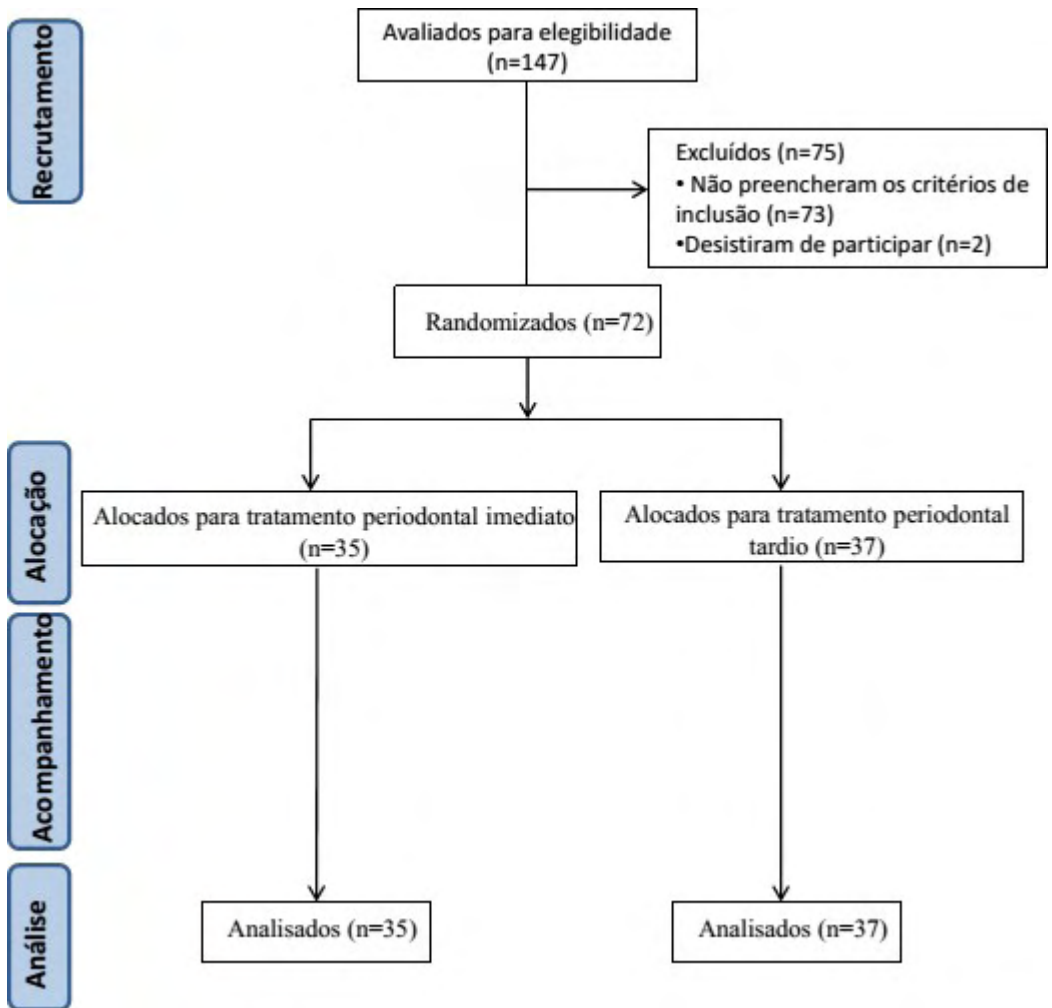 Recrutamento
Avaliados para elegibilidade
(n=147)
Excluídos (n=75)
• Não preencheram os critérios de
inclusão (n=73)
•Desistiram de participar (n=2)
Randomizados (n=72)
Alocação
Alocados para tratamento periodontal imediato
(n=35)
Alocados para tratamento periodontal
tardio (n=37)
Acompanhamento
Análise
Analisados (n=35)
Analisados (n=37)